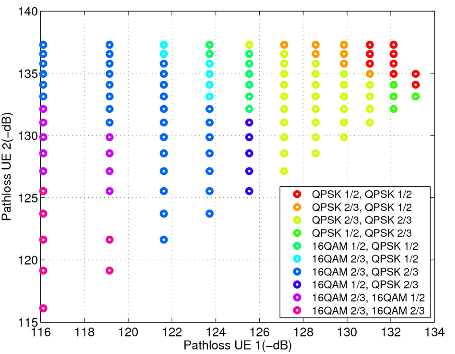 140
135
130
125
120
115
Pathloss UE 2(-dB)
QPSK 1/2, QPSK 1/2
QPSK 2/3, QPSK 1/2
QPSK 2/3, QPSK 2/3
QPSK 1/2, QPSK 2/3
16QAM 1/2, QPSK 1/2
16QAM 2/3, QPSK 1/2
16QAM 2/3, QPSK 2/3
16QAM 1/2, QPSK 2/3
16QAM 2/3, 16QAM 1/2
16QAM 2/3, 16QAM 2/3
116 118 120 122 124 126 128 130 132 134
Pathloss UE 1(-dB)